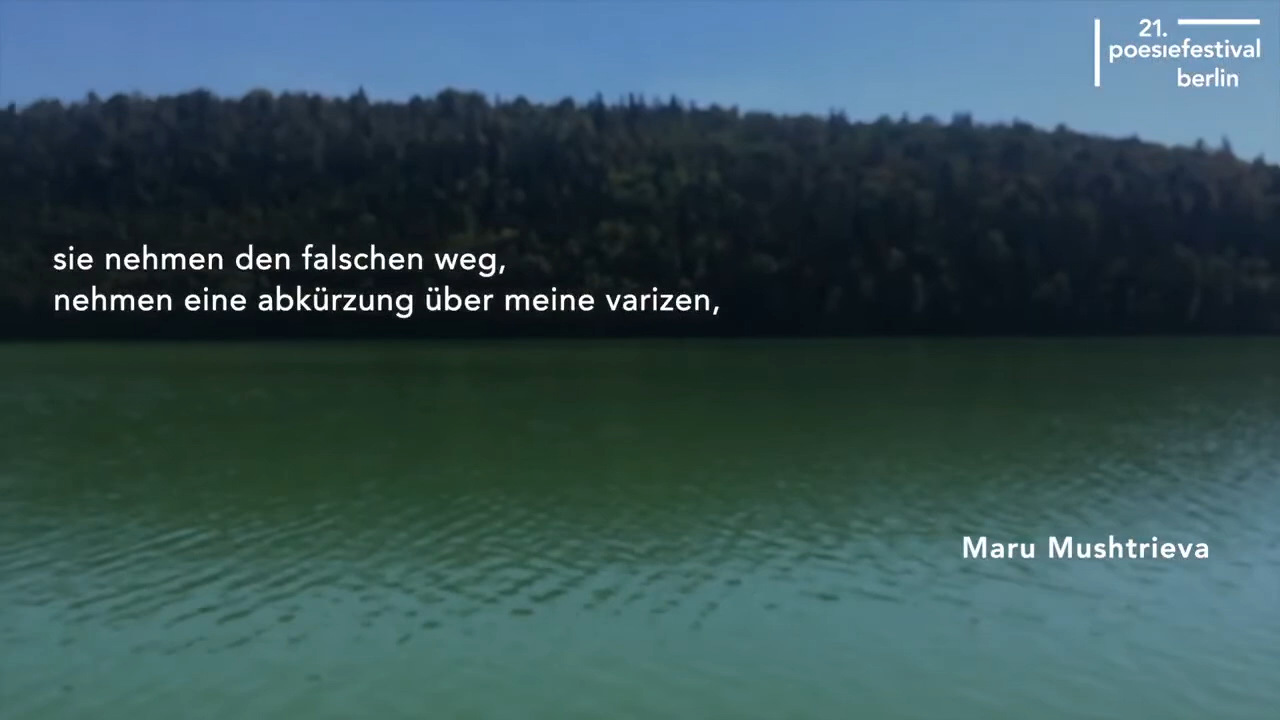 21.
poesiefestival
berlin
sie nehmen den falschen weg,
nehmen eine abkürzung über meine varizen,
Maru Mushtrieva